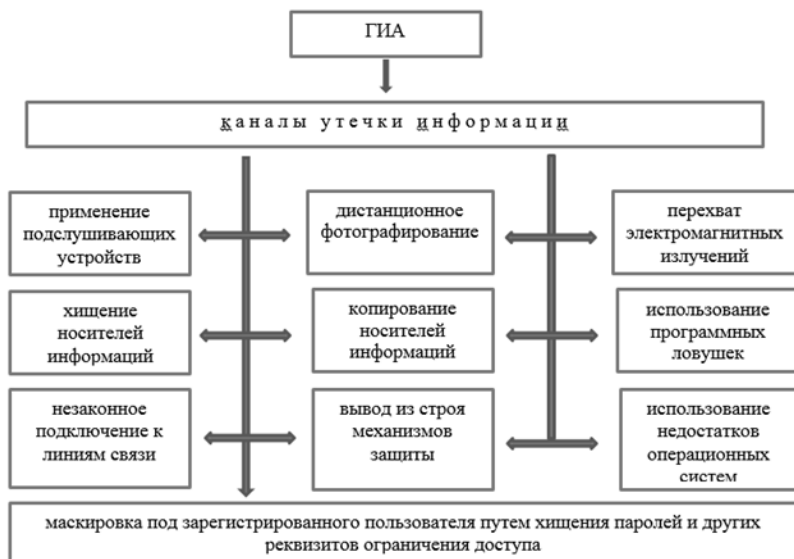 ГИА
каналы утечки информации
применение
подслушивающих
устройств
дистанционное
фотографирование
перехват
электромагнитных
излучений
хищение
носителей
информаций
копирование
носителей
информаций
использование
программных
ловушек
незаконное
подключение к
линиям связи
вывод из строя
механизмов
защиты
использование
недостатков
операционных
систем
маскировка под зарегистрированного пользователя путем хищения паролей и других
реквизитов ограничения доступа